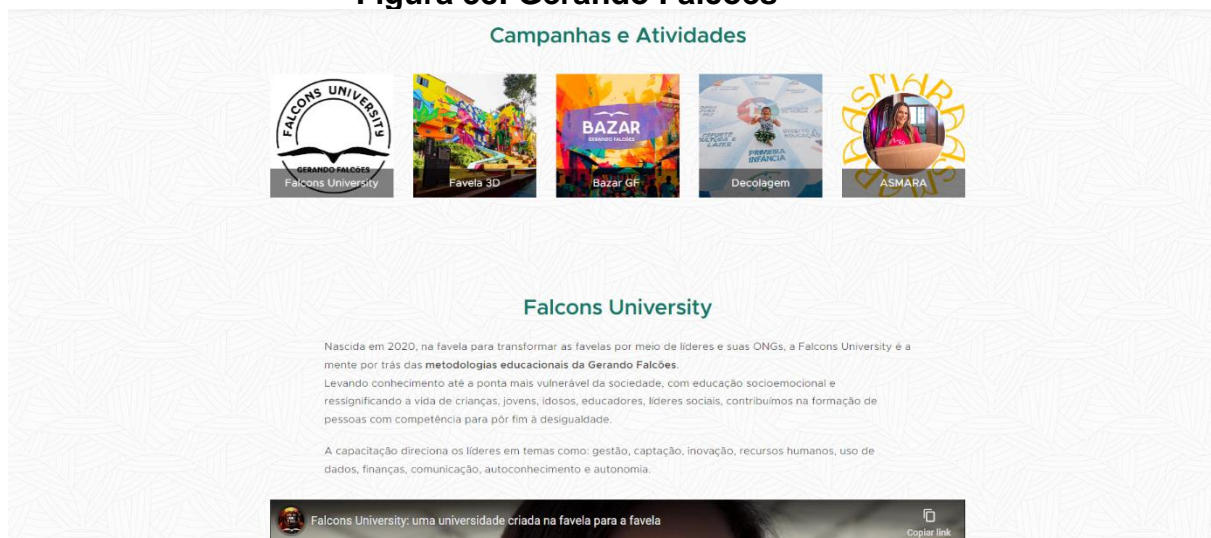 Campanhas e Atividades
FALCONS UNIVERSITY
GERANDO FALCÕES
Falcons University
Favela 3D
BAZAR
GERANDO FALCÕES
Bazar GF
PRIMEIRA
INFÂNCIA
Decolagem
ASMARA
ASMARA
Falcons University
Nascida em 2020, na favela para transformar as favelas por meio de líderes e suas ONGs, a Falcons University é a
mente por trás das metodologias educacionais da Gerando Falcões.
Levando conhecimento até a ponta mais vulnerável da sociedade, com educação socioemocional e
ressignificando a vida de crianças, jovens, idosos, educadores, líderes sociais, contribuímos na formação de
pessoas com competência para pôr fim à desigualdade.
A capacitação direciona os líderes em temas como: gestão, captação, inovação, recursos humanos, uso de
dados, finanças, comunicação, autoconhecimento e autonomia.
Falcons University: uma universidade criada na favela para a favela
Copiar link